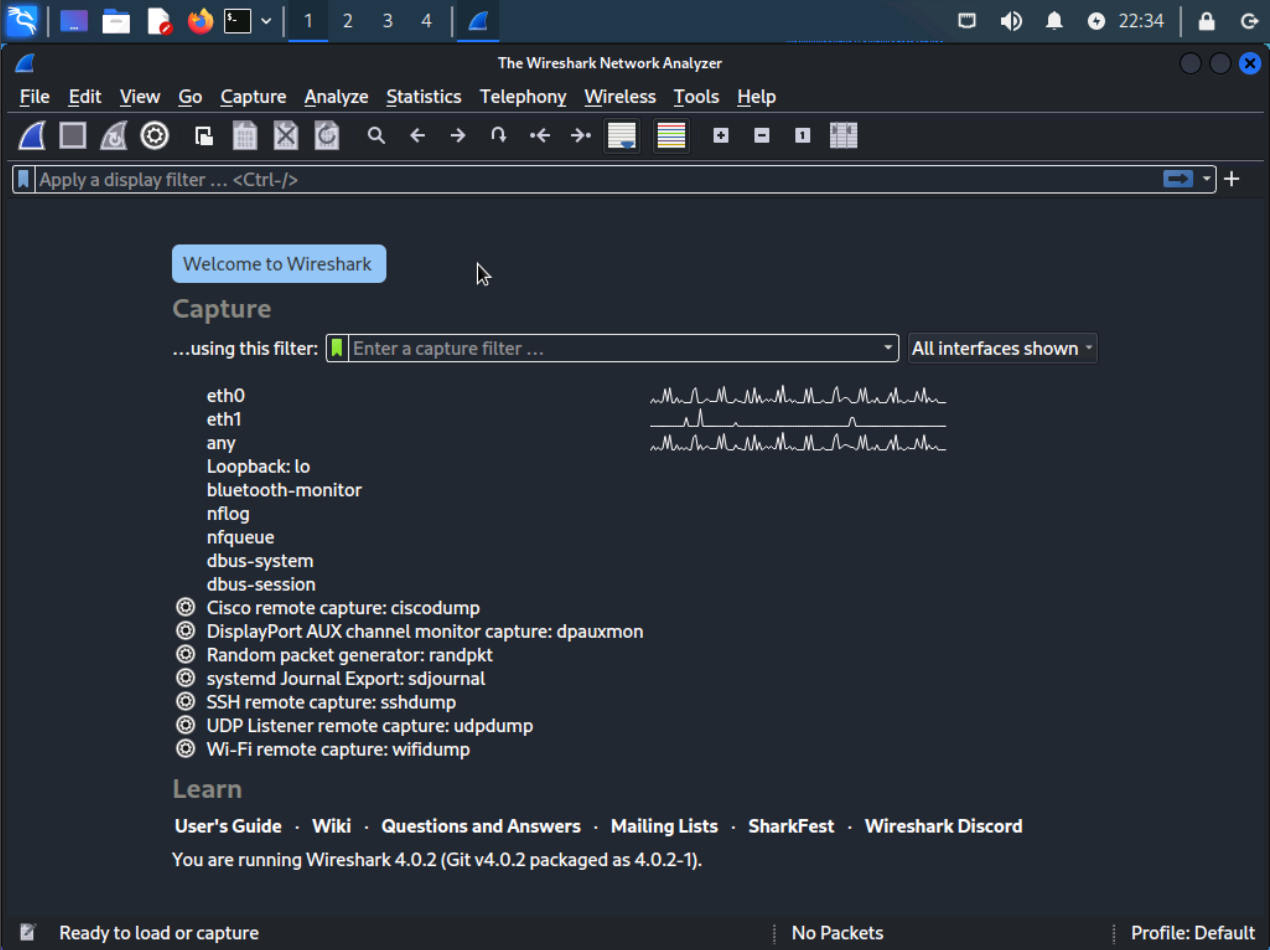 1 2 3 4 22:34
The Wireshark Network Analyzer
File Edit View Go Capture Analyze Statistics Telephony Wireless Tools Help
Apply a display filter … <Ctrl-/>
Welcome to Wireshark
Capture
…using this filter: Enter a capture filter … All interfaces shown
eth0
eth1
any
Loopback: lo
bluetooth-monitor
nflog
nfqueue
dbus-system
dbus-session
Cisco remote capture: ciscodump
DisplayPort AUX channel monitor capture: dpauxmon
Random packet generator: randpkt
systemd Journal Export: sdjournal
SSH remote capture: sshdump
UDP Listener remote capture: udpdump
Wi-Fi remote capture: wifidump
Learn
User's Guide · Wiki · Questions and Answers · Mailing Lists · SharkFest · Wireshark Discord
You are running Wireshark 4.0.2 (Git v4.0.2 packaged as 4.0.2-1).
Ready to load or capture No Packets Profile: Default